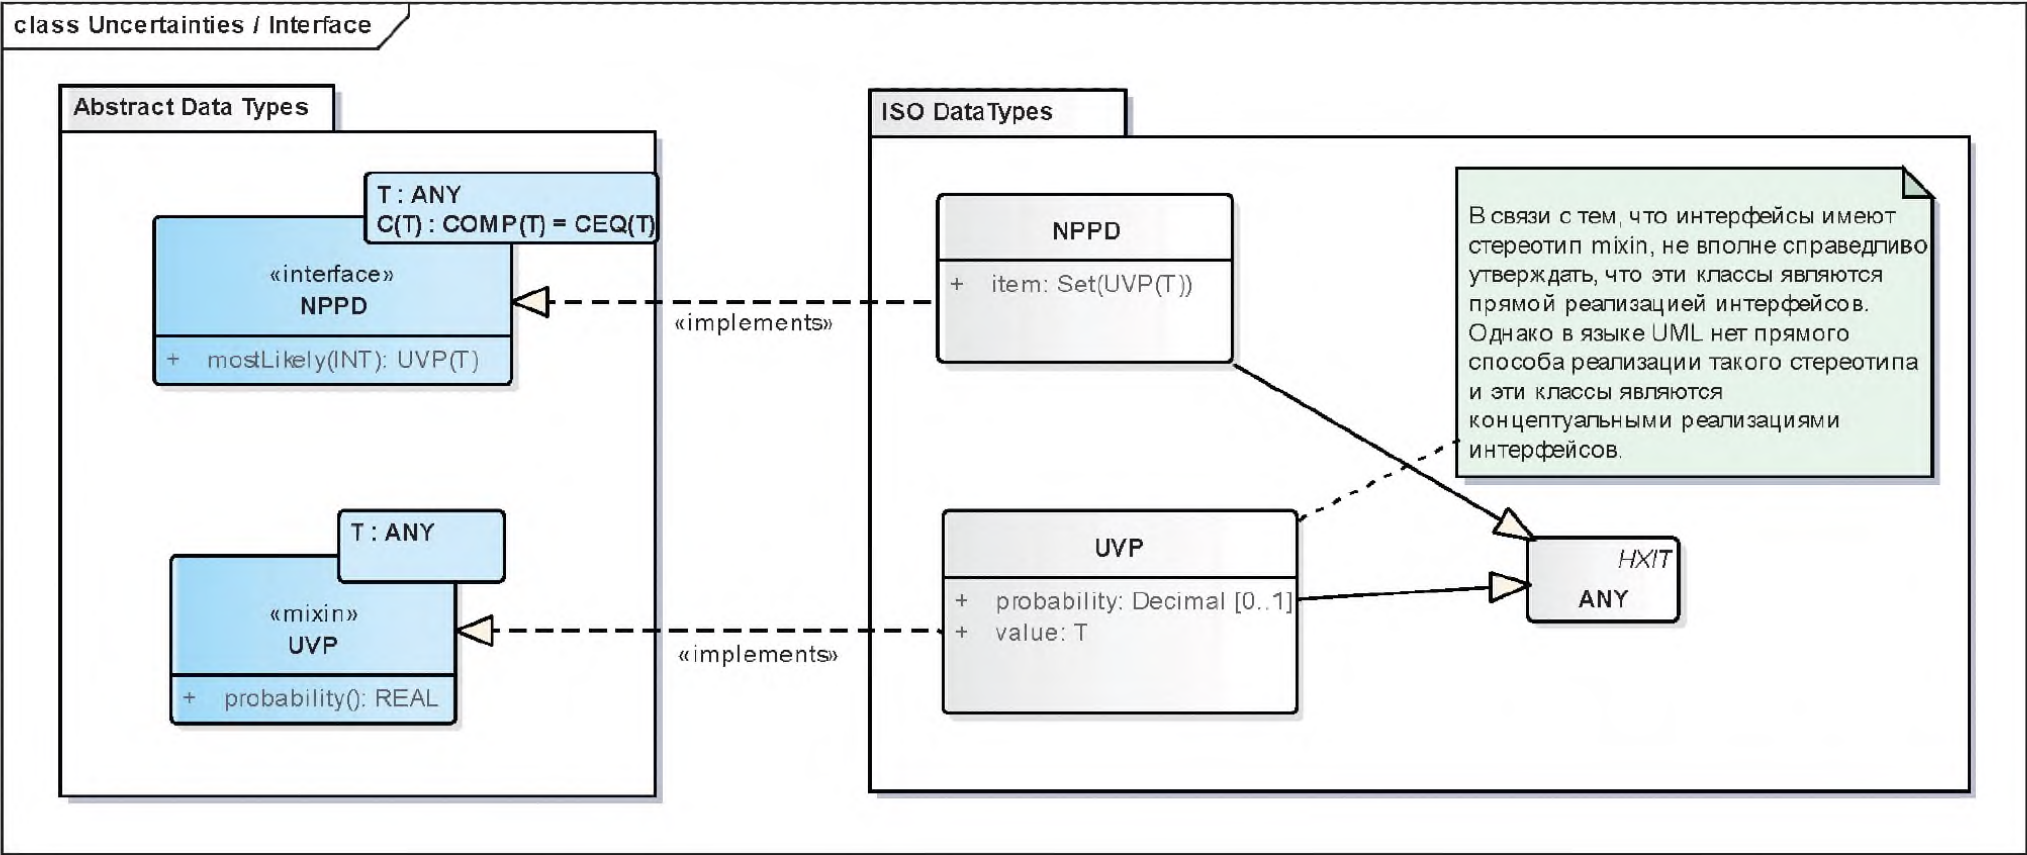 class Uncertainties / Interface
Abstract Data Types
T : ANY
C(T) : COMP(T) = CEQ(T)
«interface»
NPPD
+ mostLikely(INT): UVP(T)
«implements»
T : ANY
«mixin»
UVP
+ probability(): REAL
«implements»
ISO DataTypes
NPPD
+ item: Set(UVP(T))
В связи с тем, что интерфейсы имеют
стереотип mixin, не вполне справедливо
утверждать, что эти классы являются
прямой реализацией интерфейсов.
Однако в языке UML нет прямого
способа реализации такого стереотипа
и эти классы являются
концептуальными реализациями
интерфейсов.
UVP
+ probability: Decimal [0..1]
+ value: T
HXIT
ANY